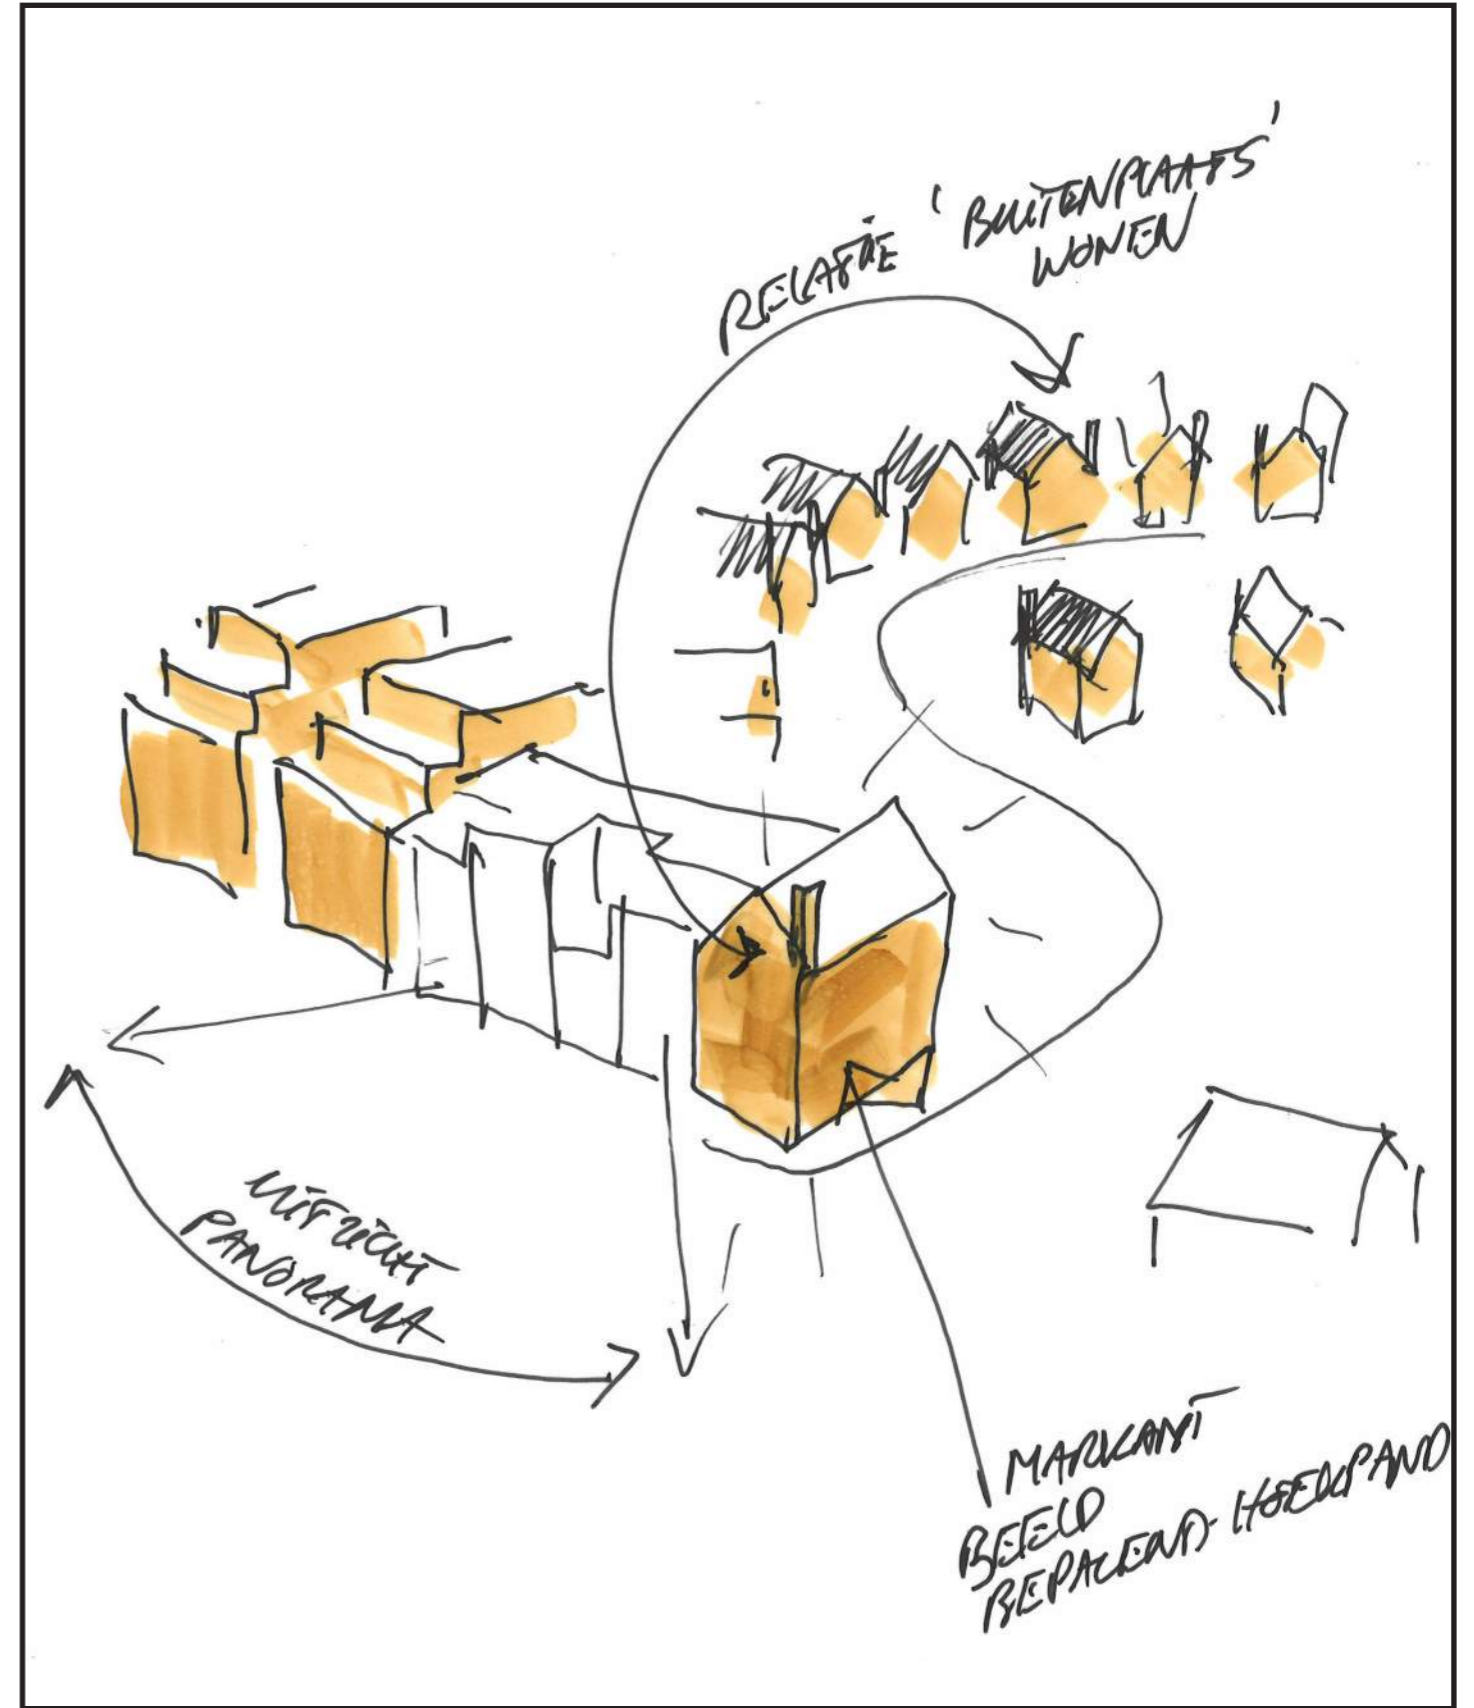 RELATIE 'BUITENPLAATS'
WONEN
UITZICHT
PANORAMA
MARKANT
BEELD
BEPALEND-HOEKPAND